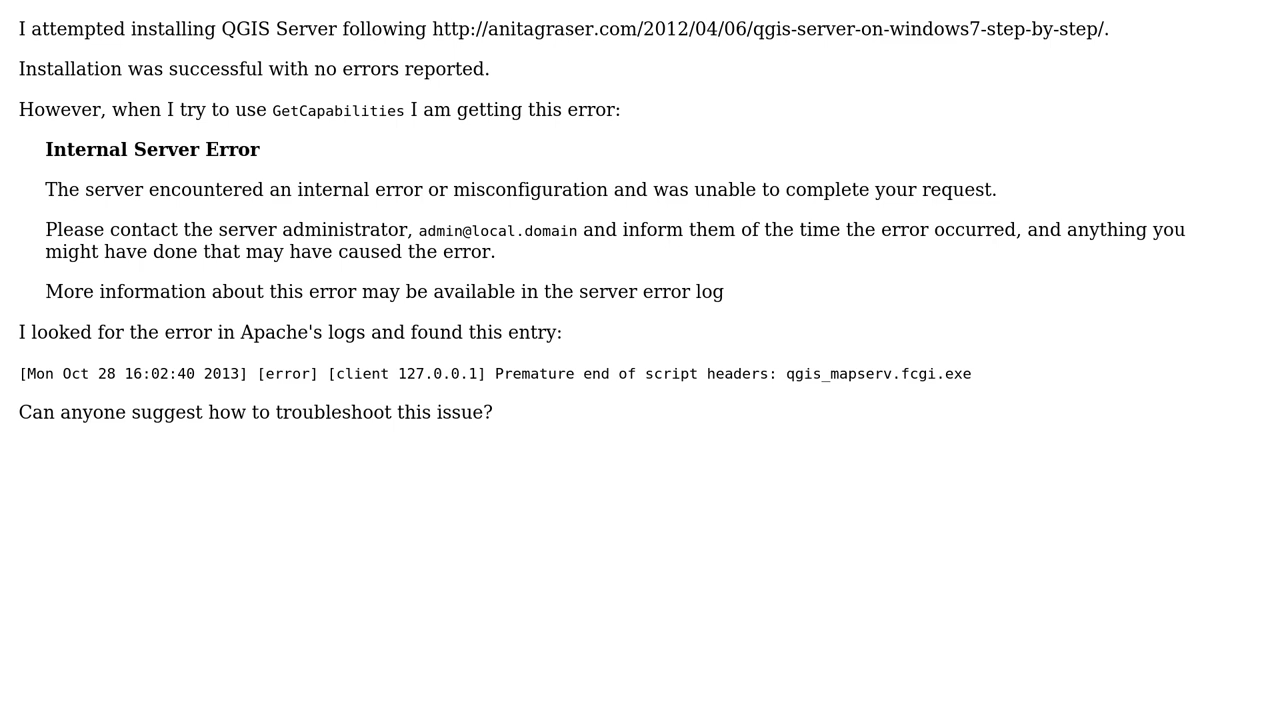 I attempted installing QGIS Server following http://anitagraser.com/2012/04/06/qgis-server-on-windows7-step-by-step/.
Installation was successful with no errors reported.
However, when I try to use GetCapabilities I am getting this error:
Internal Server Error
The server encountered an internal error or misconfiguration and was unable to complete your request.
Please contact the server administrator, admin@local.domain and inform them of the time the error occurred, and anything you
might have done that may have caused the error.
More information about this error may be available in the server error log
I looked for the error in Apache's logs and found this entry:
[Mon Oct 28 16:02:40 2013] [error] [client 127.0.0.1] Premature end of script headers: qgis_mapserv.fcgi.exe
Can anyone suggest how to troubleshoot this issue?